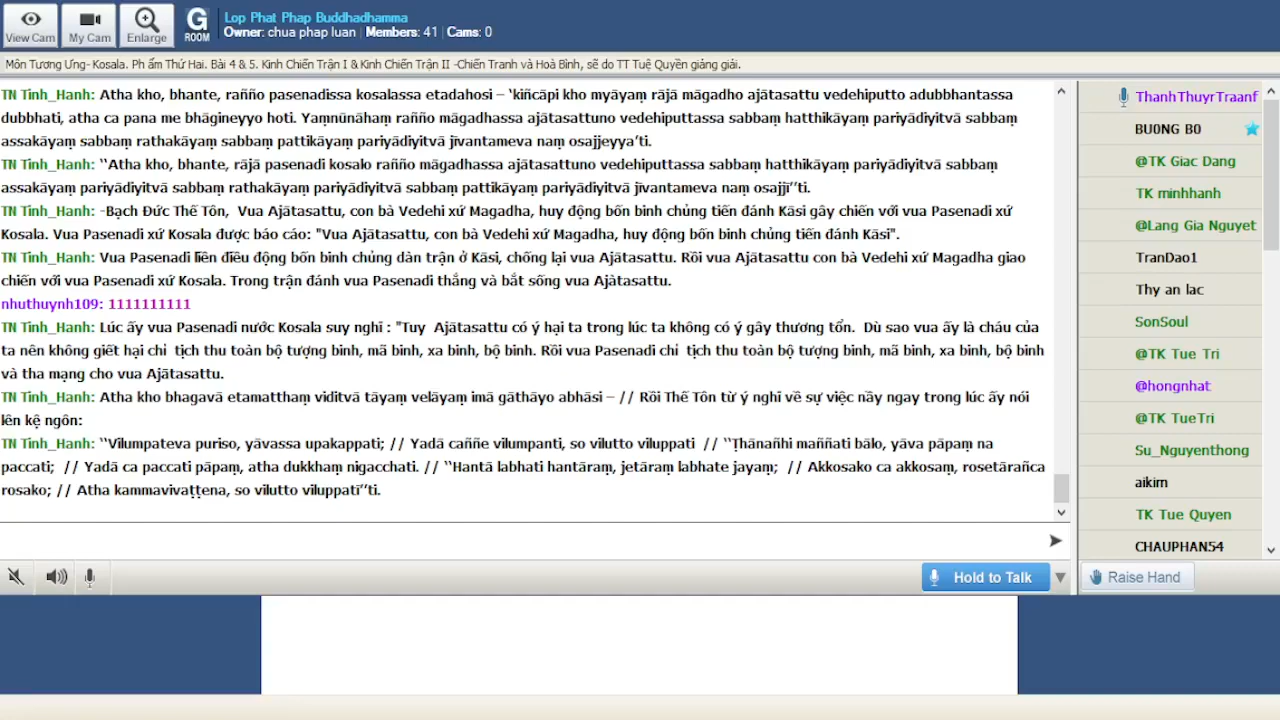 View Cam
My Cam
Enlarge
G
ROOM
Lop Phat Phap Buddhadhamma
Owner: chua phap luan | Members: 41 | Cams: 0
Môn Tương Ưng- Kosala. Ph ẩm Thứ Hai. Bài 4 & 5. Kinh Chiến Trận I & Kinh Chiến Trận II -Chiến Tranh và Hoà Bình, sẽ do TT Tuệ Quyền giảng giải.
TN Tinh_Hanh: Atha kho, bhante, rañño pasenadissa kosalassa etadahosi – ‘kiñcāpi kho myāyaṃ rājā māgadho ajātasattu vedehiputto adubbhantassa
dubbhati, atha ca pana me bhāgineyyo hoti. Yaṃnūnāhaṃ rañño māgadhassa ajātasattuno vedehiputtassa sabbaṃ hatthikāyaṃ pariyādiyitvā sabbaṃ
assakāyaṃ sabbaṃ rathakāyaṃ sabbaṃ pattikāyaṃ pariyādiyitvā jīvantameva naṃ osajjeyya’ti.
TN Tinh_Hanh: ‘‘Atha kho, bhante, rājā pasenadi kosalo rañño māgadhassa ajātasattuno vedehiputtassa sabbaṃ hatthikāyaṃ pariyādiyitvā sabbaṃ
assakāyaṃ pariyādiyitvā sabbaṃ rathakāyaṃ pariyādiyitvā sabbaṃ pattikāyaṃ pariyādiyitvā jīvantameva naṃ osajjī’’ti.
TN Tinh_Hanh: -Bạch Đức Thế Tôn, Vua Ajātasattu, con bà Vedehi xứ Magadha, huy động bốn binh chủng tiến đánh Kāsi gây chiến với vua Pasenadi xứ
Kosala. Vua Pasenadi xứ Kosala được báo cáo: "Vua Ajātasattu, con bà Vedehi xứ Magadha, huy động bốn binh chủng tiến đánh Kāsi".
TN Tinh_Hanh: Vua Pasenadi liền điều động bốn binh chủng dàn trận ở Kāsi, chống lại vua Ajātasattu. Rồi vua Ajātasattu con bà Vedehi xứ Magadha giao
chiến với vua Pasenadi xứ Kosala. Trong trận đánh vua Pasenadi thắng và bắt sống vua Ajàtasattu.
nhuthuynh109: 1111111111
TN Tinh_Hanh: Lúc ấy vua Pasenadi nước Kosala suy nghĩ : "Tuy Ajātasattu có ý hại ta trong lúc ta không có ý gây thương tổn. Dù sao vua ấy là cháu của
ta nên không giết hại chỉ tịch thu toàn bộ tượng binh, mã binh, xa binh, bộ binh. Rồi vua Pasenadi chỉ tịch thu toàn bộ tượng binh, mã binh, xa binh, bộ binh
và tha mạng cho vua Ajātasattu.
TN Tinh_Hanh: Atha kho bhagavā etamatthaṃ viditvā tāyaṃ velāyaṃ imā gāthāyo abhāsi – // Rồi Thế Tôn từ ý nghĩ về sự việc nầy ngay trong lúc ấy nói
lên kệ ngôn:
TN Tinh_Hanh: ‘‘Vilumpateva puriso, yāvassa upakappati; // Yadā caññe vilumpanti, so vilutto viluppati // ‘‘Ṭhānañhi maññati bālo, yāva pāpaṃ na
paccati; // Yadā ca paccati pāpaṃ, atha dukkhaṃ nigacchati. // ‘‘Hantā labhati hantāraṃ, jetāraṃ labhate jayaṃ; // Akkosako ca akkosaṃ, rosetārañca
rosako; // Atha kammavivaṭṭena, so vilutto viluppatī’’ti.
ThanhThuyrTraanf
BU0NG B0
@TK Giac Dang
TK minhhanh
@Lang Gia Nguyet
TranDao1
Thy an lac
SonSoul
@TK Tue Tri
@hongnhat
@TK TueTri
Su_Nguyenthong
aikim
TK Tue Quyen
CHAUPHAN54
Hold to Talk
Raise Hand